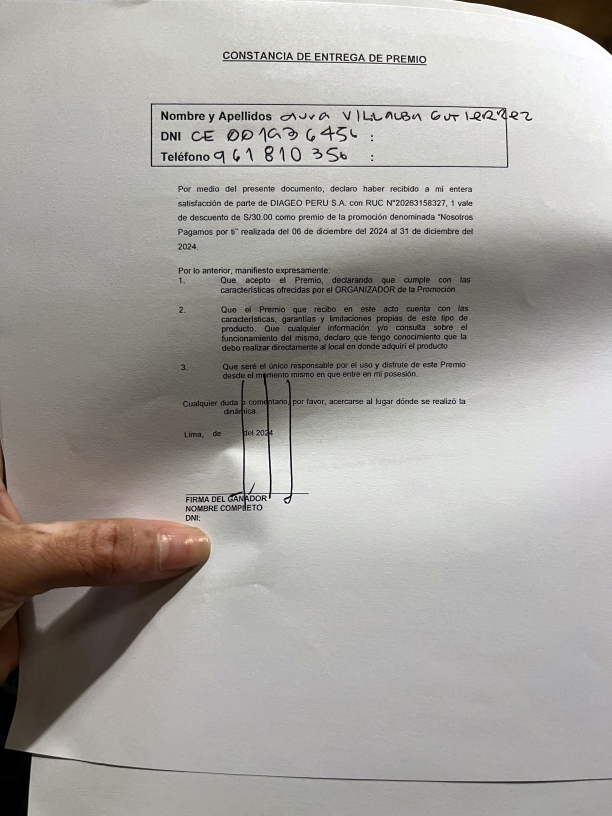 CONSTANCIA DE ENTREGA DE PREMIO
Nombre y Apellidos VILLALBA GUTIERREZ
DNI CE 001936456 :
Teléfono 961 810 356 :
Por medio del presente documento, declaro haber recibido a mi entera
satisfacción de parte de DIAGEO PERU S.A. con RUC N°20263158327, 1 vale
de descuento de S/30.00 como premio de la promoción denominada "Nosotros
Pagamos por ti" realizada del 06 de diciembre del 2024 al 31 de diciembre del
2024.
Por lo anterior, manifiesto expresamente:
1. Que acepto el Premio, declarando que cumple con las
características ofrecidas por el ORGANIZADOR de la Promoción
2. Que el Premio que recibo en este acto cuenta con las
características, garantías y limitaciones propias de este tipo de
producto. Que cualquier información y/o consulta sobre el
funcionamiento del mismo, declaro que tengo conocimiento que la
debo realizar directamente al local en donde adquirí el producto
3. Que seré el único responsable por el uso y disfrute de este Premio
desde el momento mismo en que entre en mi posesión.
Cualquier duda o comentario, por favor, acercarse al lugar dónde se realizó la
dinámica.
Lima, de del 2024
FIRMA DEL GANADOR
NOMBRE COMPLETO
DNI: